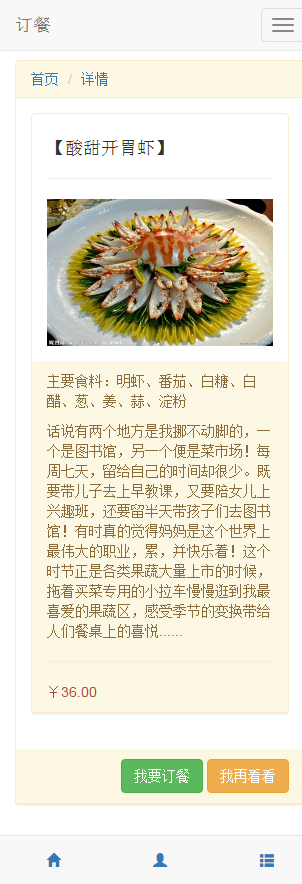 订餐
首页 / 详情
【酸甜开胃虾】
主要食料：明虾、番茄、白糖、白
醋、葱、姜、蒜、淀粉
话说有两个地方是我挪不动脚的，一
个是图书馆，另一个便是菜市场！每
周七天，留给自己的时间却很少。既
要带儿子去上早教课，又要陪女儿上
兴趣班，还要留半天带孩子们去图书
馆！有时真的觉得妈妈是这个世界上
最伟大的职业，累，并快乐着！这个
时节正是各类果蔬大量上市的时候，
拖着买菜专用的小拉车慢慢逛到我最
喜爱的果蔬区，感受季节的变换带给
人们餐桌上的喜悦......
￥36.00
我要订餐 我再看看